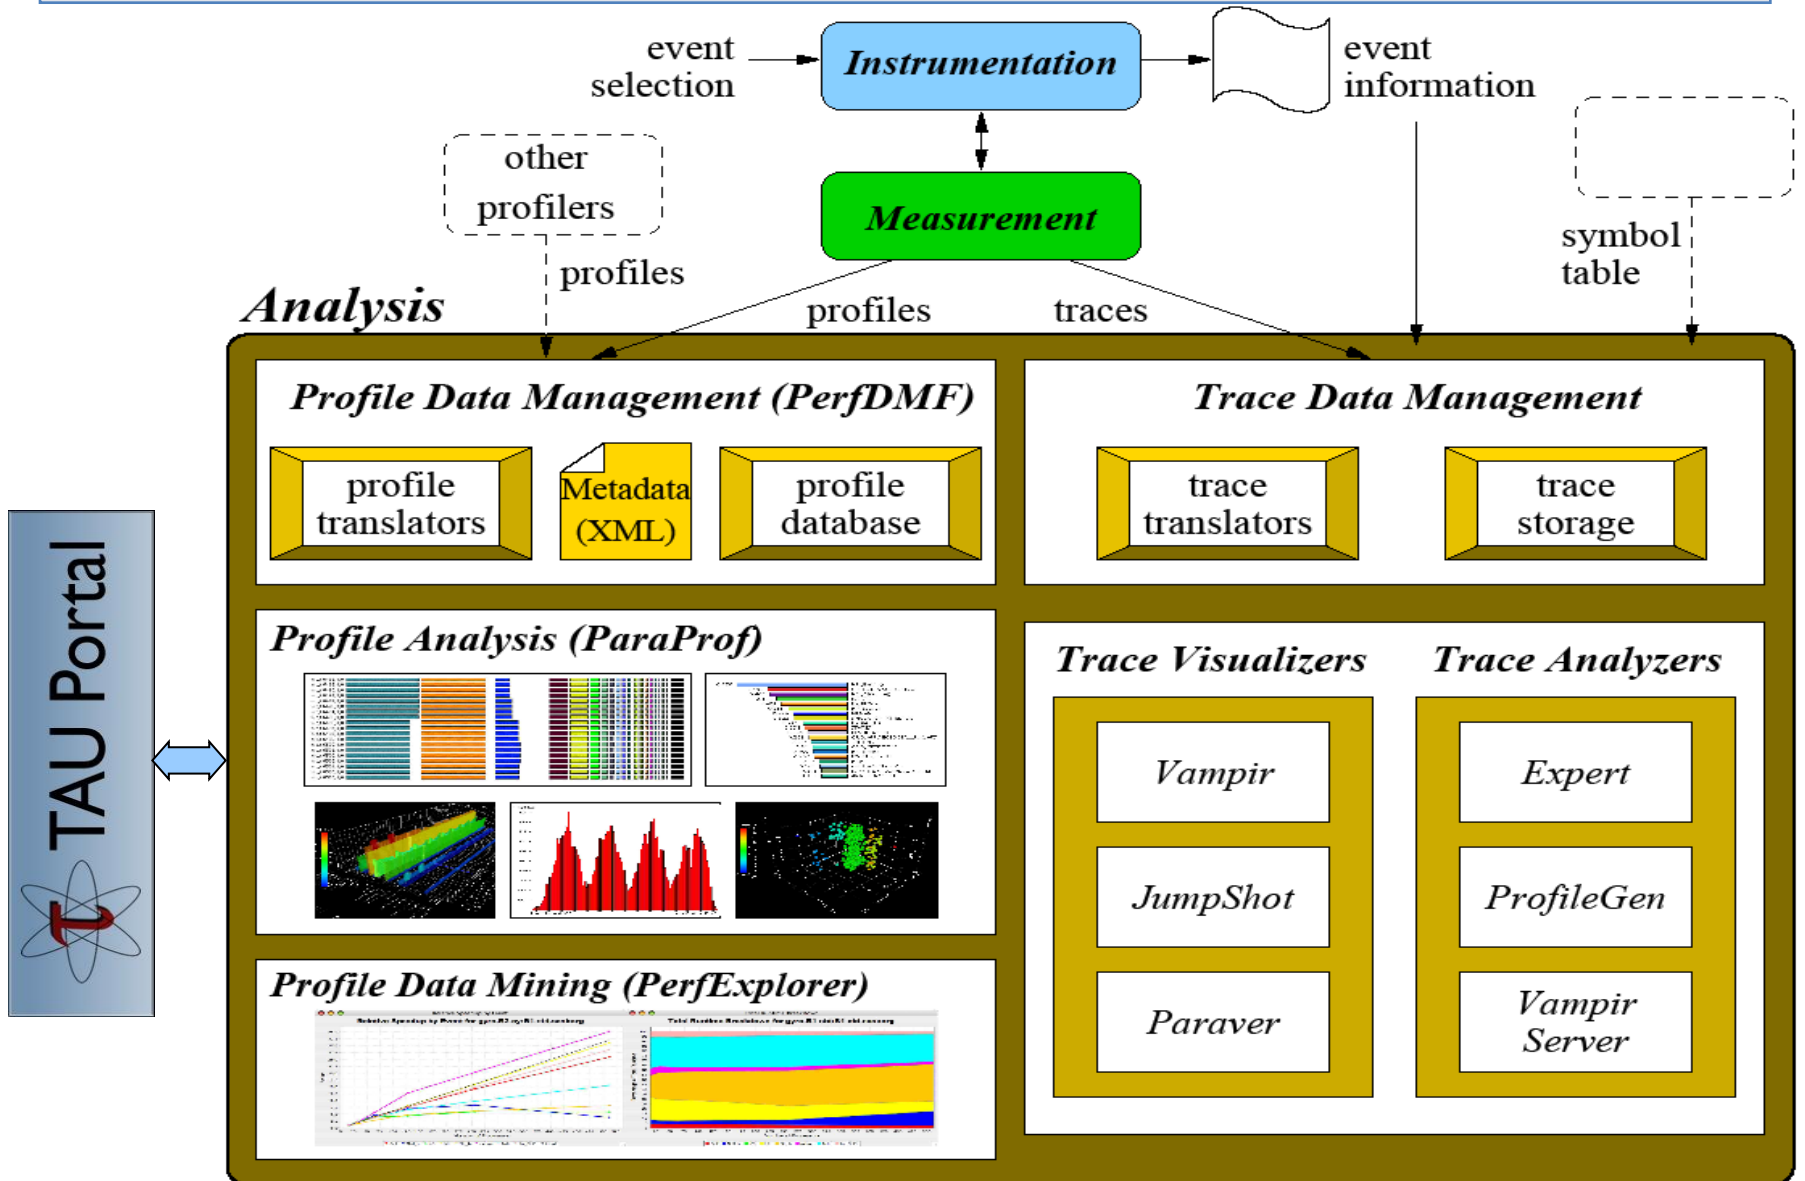 event
selection
Instrumentation
event
information
other
profilers
Measurement
symbol
table
profiles
profiles
traces
Analysis
Profile Data Management (PerfDMF)
profile
translators
Metadata
(XML)
profile
database
Trace Data Management
trace
translators
trace
storage
TAU Portal
Profile Analysis (ParaProf)
Trace Visualizers
Vampir
JumpShot
Paraver
Trace Analyzers
Expert
ProfileGen
Vampir
Server
Profile Data Mining (PerfExplorer)